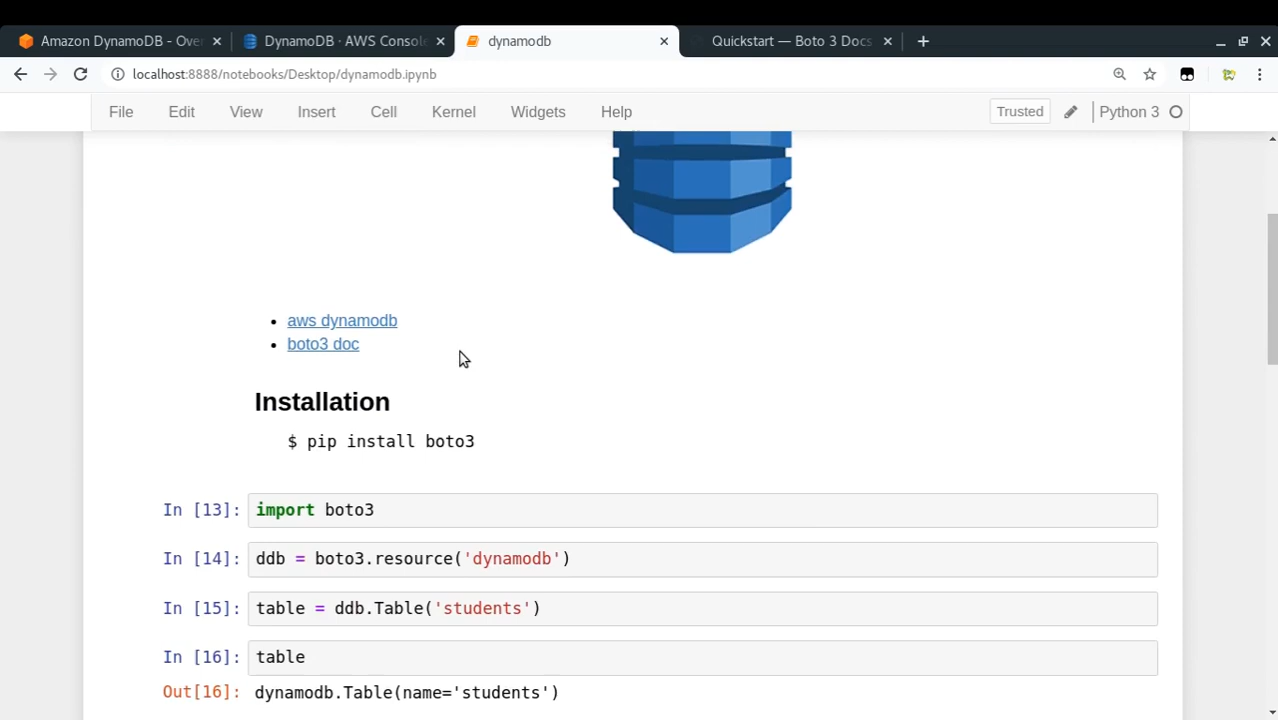 Amazon DynamoDB - Ove
DynamoDB · AWS Conso
dynamodb
Quickstart — Boto 3 Docs
localhost:8888/notebooks/Desktop/dynamodb.ipynb
File Edit View Insert Cell Kernel Widgets Help Trusted Python 3
• aws dynamodb
• boto3 doc
Installation
$ pip install boto3
In [13]: import boto3
In [14]: ddb = boto3.resource('dynamodb')
In [15]: table = ddb.Table('students')
In [16]: table
Out[16]: dynamodb.Table(name='students')